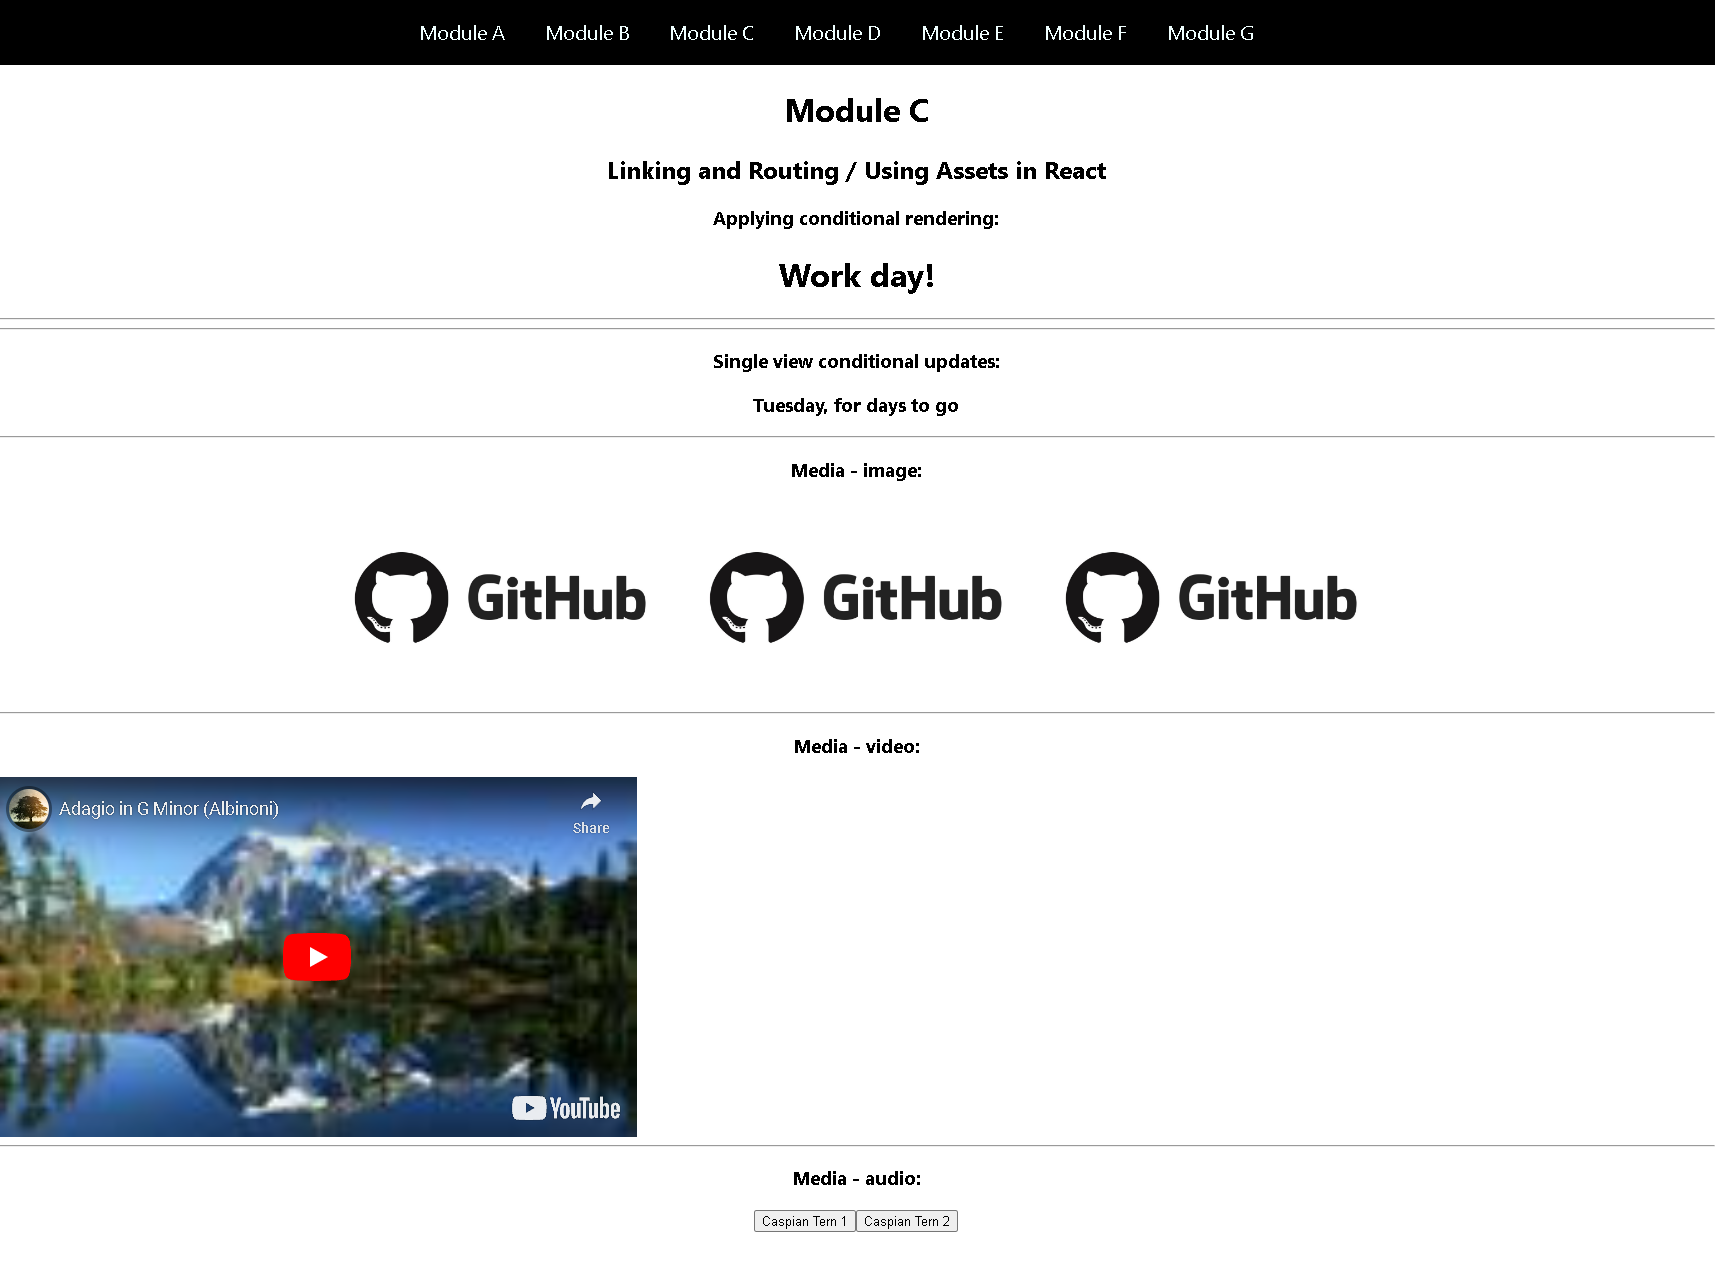 Module A Module B Module C Module D Module E Module F Module G
Module C
Linking and Routing / Using Assets in React
Applying conditional rendering:
Work day!
Single view conditional updates:
Tuesday, for days to go
Media - image:
GitHub GitHub GitHub
Media - video:
Adagio in G Minor (Albinoni)
Share
YouTube
Media - audio:
Caspian Tern 1 Caspian Tern 2